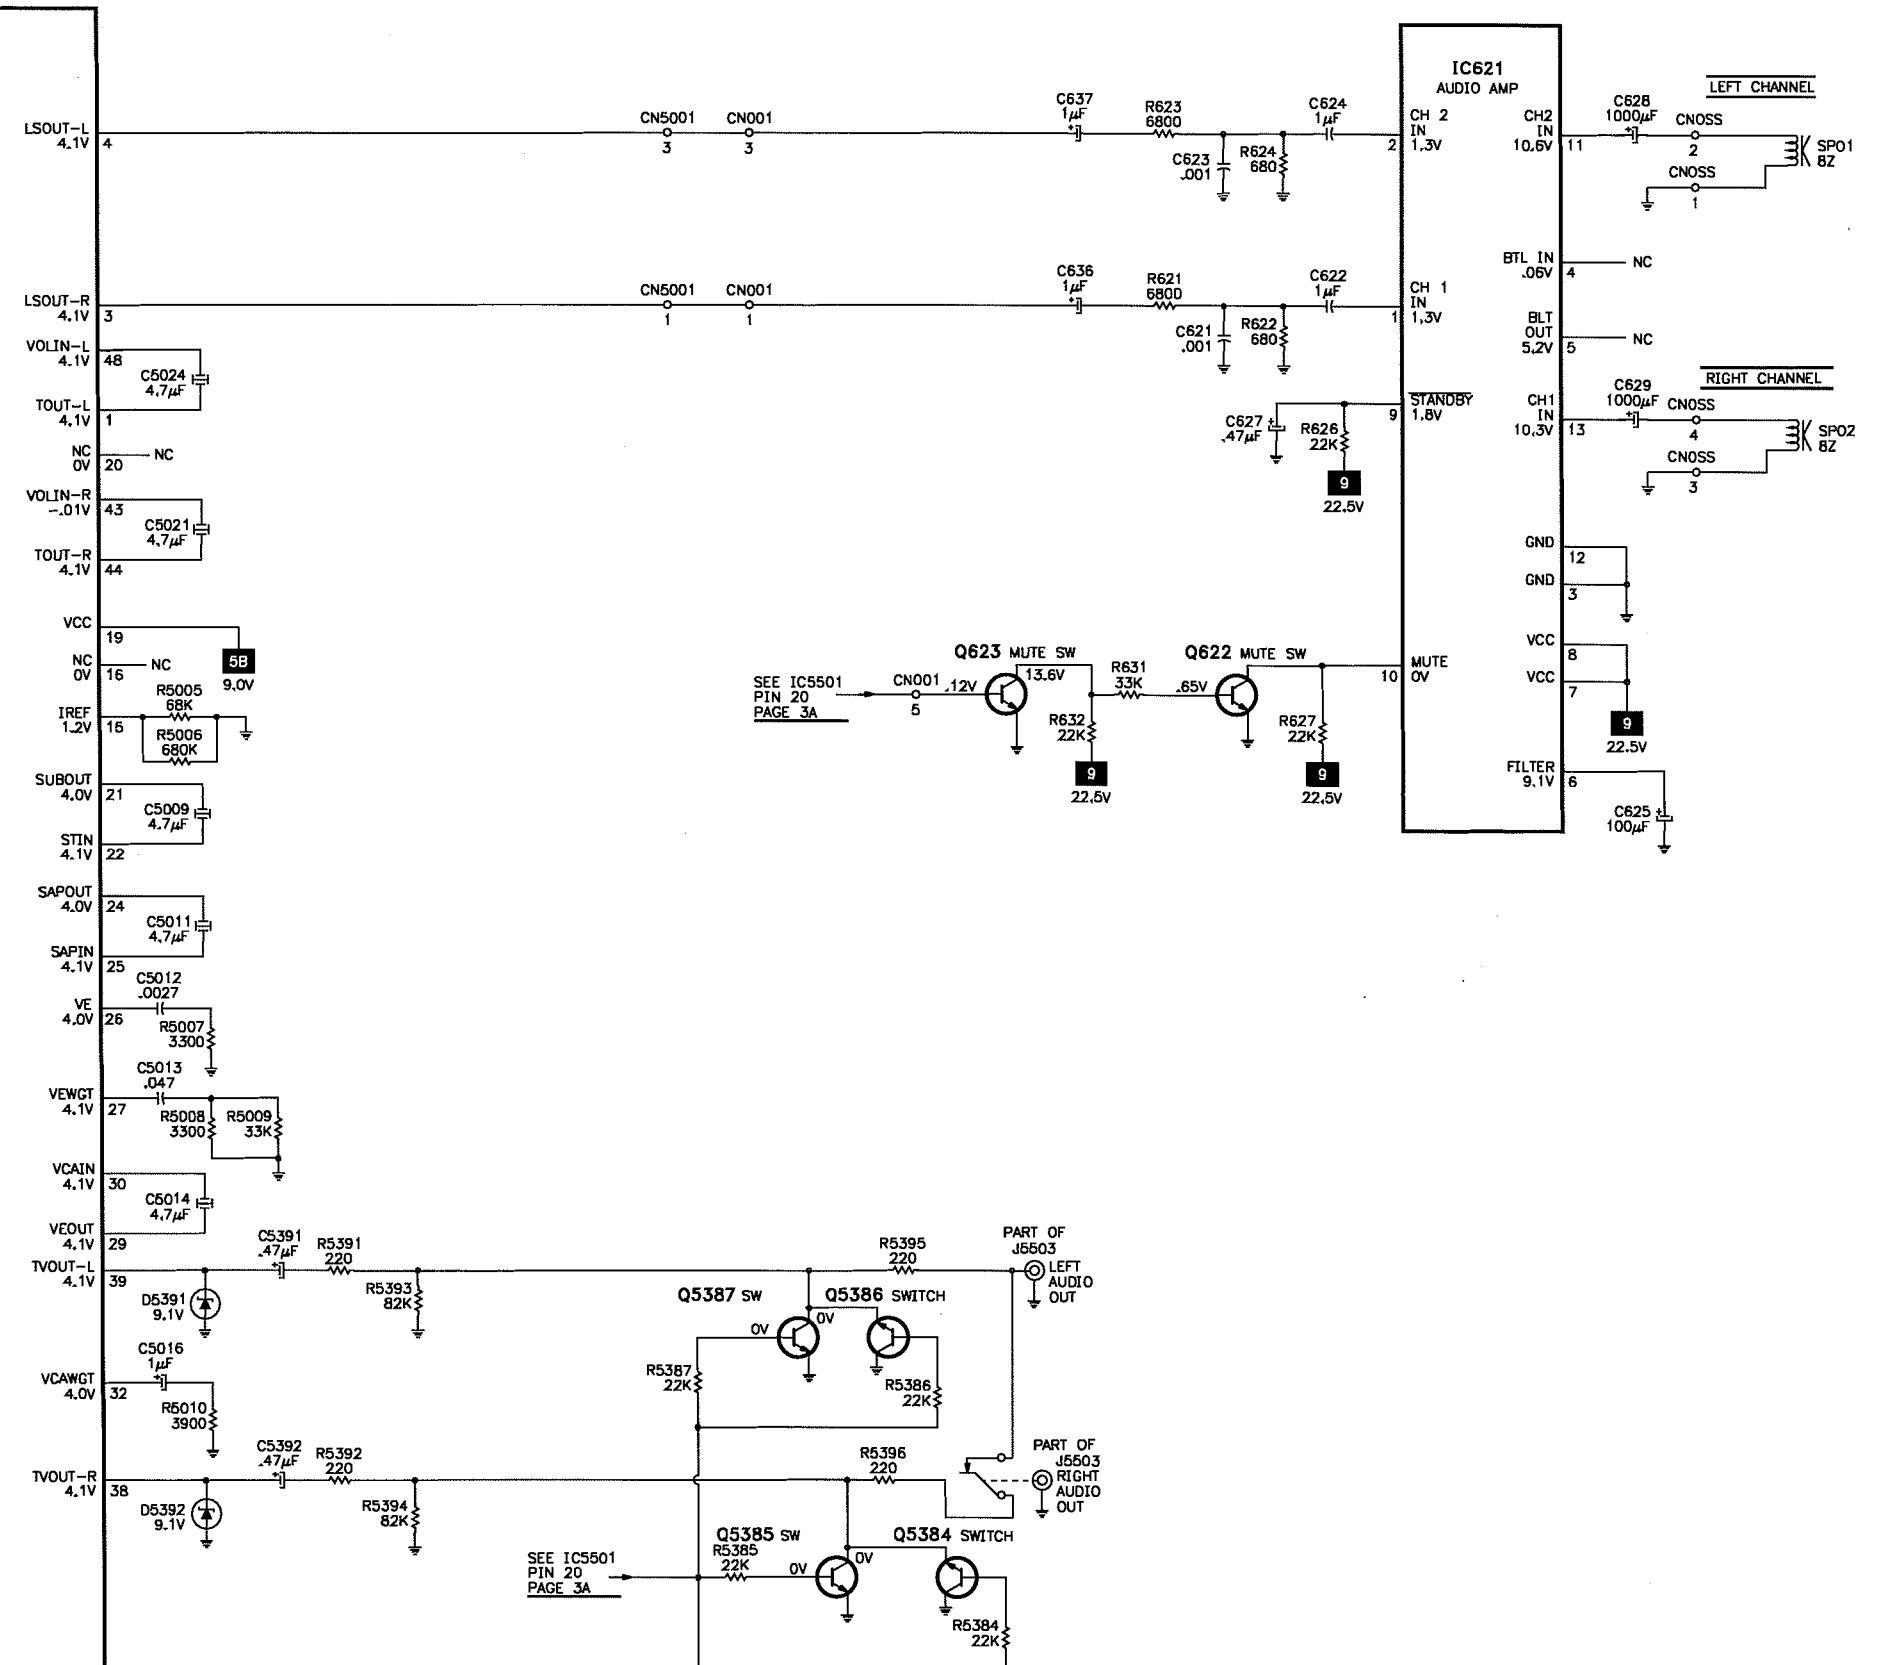 IC621
AUDIO AMP
LEFT CHANNEL
LSOUT-L
4.1V
4
CN5001
3
CN001
3
C637
1µF
R623
6800
C623
.001
R624
680
C624
1µF
CH 2
IN
1.3V
2
CH2
IN
10.6V
11
C628
1000µF
CN0SS
2
CN0SS
1
SP01
8Z
BTL IN
.06V
4
NC
LSOUT-R
4.1V
3
CN5001
1
CN001
1
C636
1µF
R621
6800
C621
.001
R622
680
C622
1µF
CH 1
IN
1.3V
1
BLT
OUT
5.2V
5
NC
RIGHT CHANNEL
VOLIN-L
4.1V
48
C5024
4.7µF
TOUT-L
4.1V
1
C627
.47µF
R626
22K
9
22.5V
STANDBY
1.8V
9
CH1
IN
10.3V
13
C629
1000µF
CN0SS
4
CN0SS
3
SP02
8Z
NC
0V
20
NC
VOLIN-R
-.01V
43
C5021
4.7µF
TOUT-R
4.1V
44
GND
12
GND
3
VCC
19
5B
9.0V
NC
0V
16
NC
VCC
8
VCC
7
9
22.5V
SEE IC5501
PIN 20
PAGE 3A
CN001
5
.12V
Q623 MUTE SW
13.6V
R631
33K
R632
22K
9
22.5V
.65V
Q622 MUTE SW
R627
22K
9
22.5V
MUTE
0V
10
R5005
68K
IREF
1.2V
15
R5006
680K
FILTER
9.1V
6
C625
100µF
SUBOUT
4.0V
21
C5009
4.7µF
STIN
4.1V
22
SAPOUT
4.0V
24
C5011
4.7µF
SAPIN
4.1V
25
C5012
.0027
VE
4.0V
26
R5007
3300
C5013
.047
VEWGT
4.1V
27
R5008
3300
R5009
33K
VCAIN
4.1V
30
C5014
4.7µF
VEOUT
4.1V
29
TVOUT-L
4.1V
39
C5391
.47µF
R5391
220
D5391
9.1V
R5393
82K
R5395
220
PART OF
J5503
LEFT
AUDIO
OUT
Q5387 SW
0V
0V
Q5386 SWITCH
R5387
22K
R5386
22K
C5016
1µF
VCAWGT
4.0V
32
R5010
3900
C5392
.47µF
R5392
220
TVOUT-R
4.1V
38
D5392
9.1V
R5394
82K
R5396
220
PART OF
J5503
RIGHT
AUDIO
OUT
Q5385 SW
R5385
22K
0V
0V
Q5384 SWITCH
SEE IC5501
PIN 20
PAGE 3A
R5384
22K